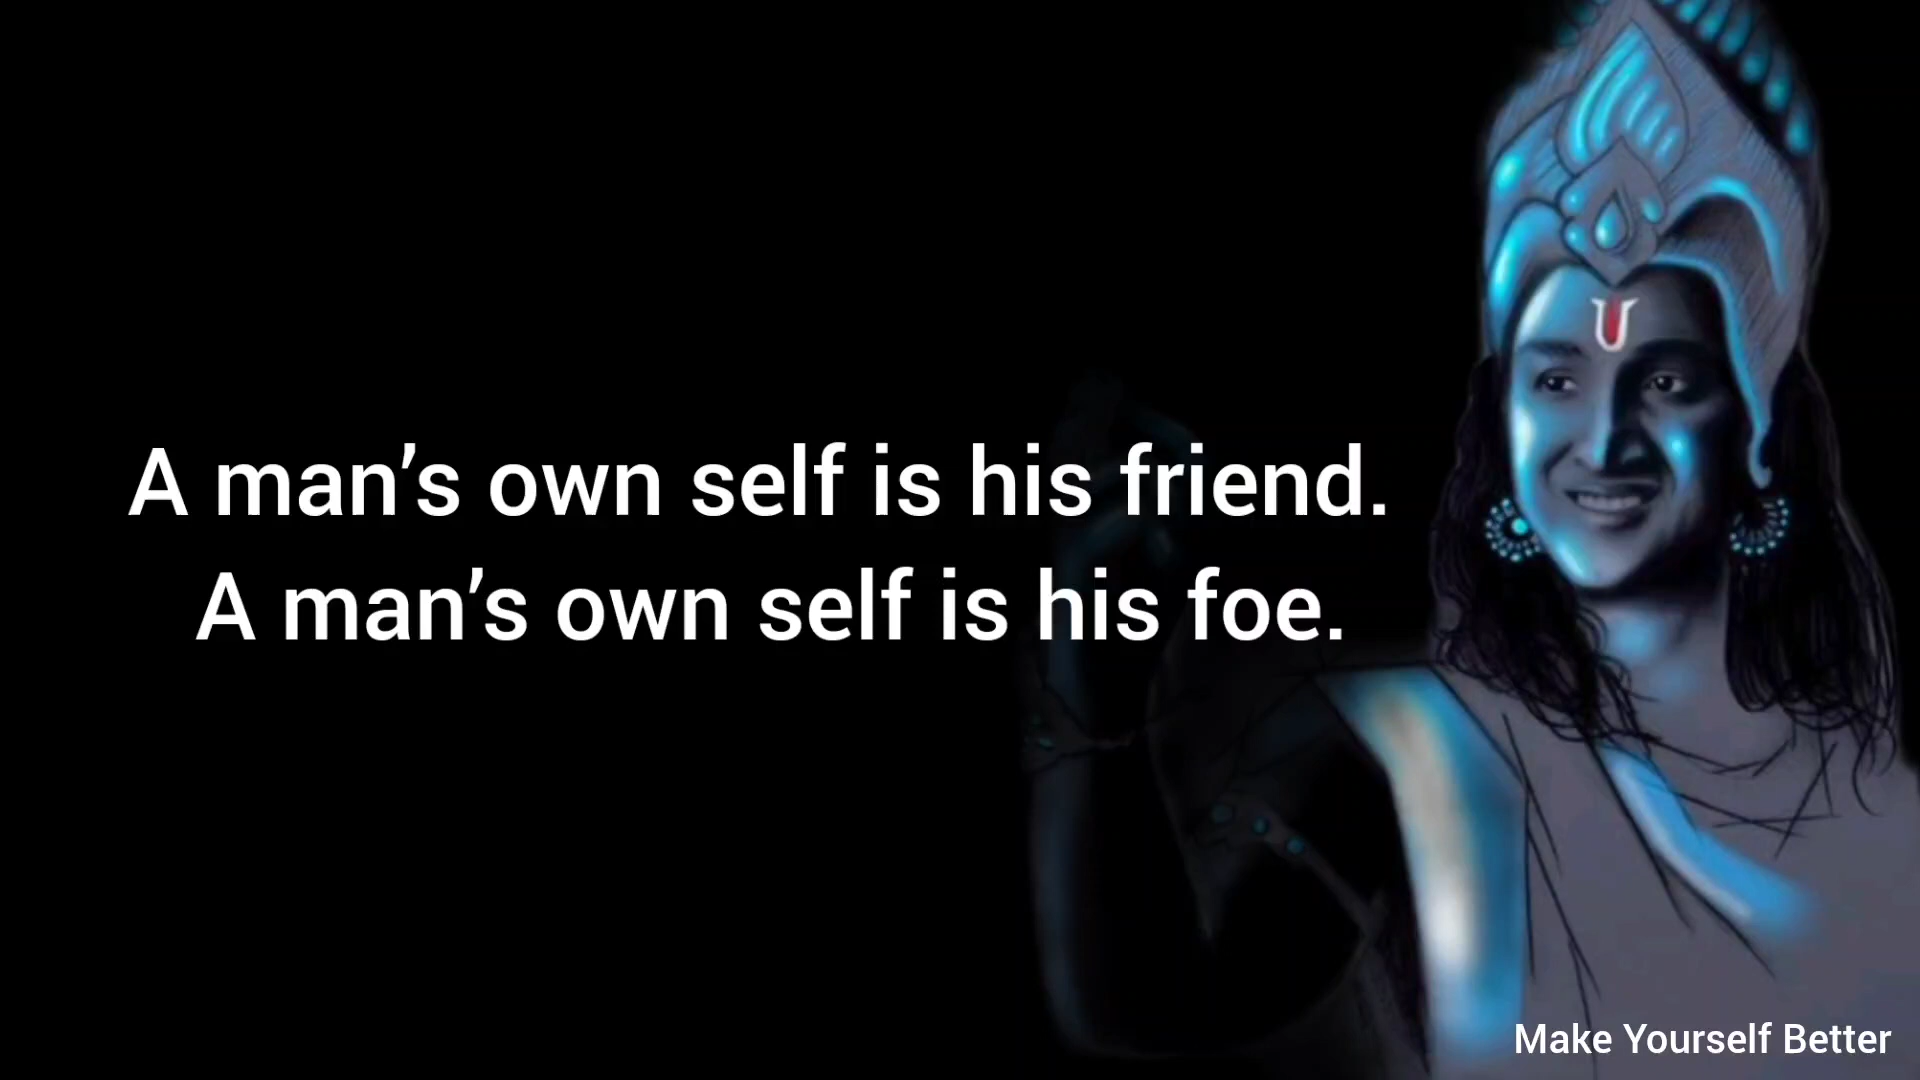 A man’s own self is his friend.
A man’s own self is his foe.
Make Yourself Better